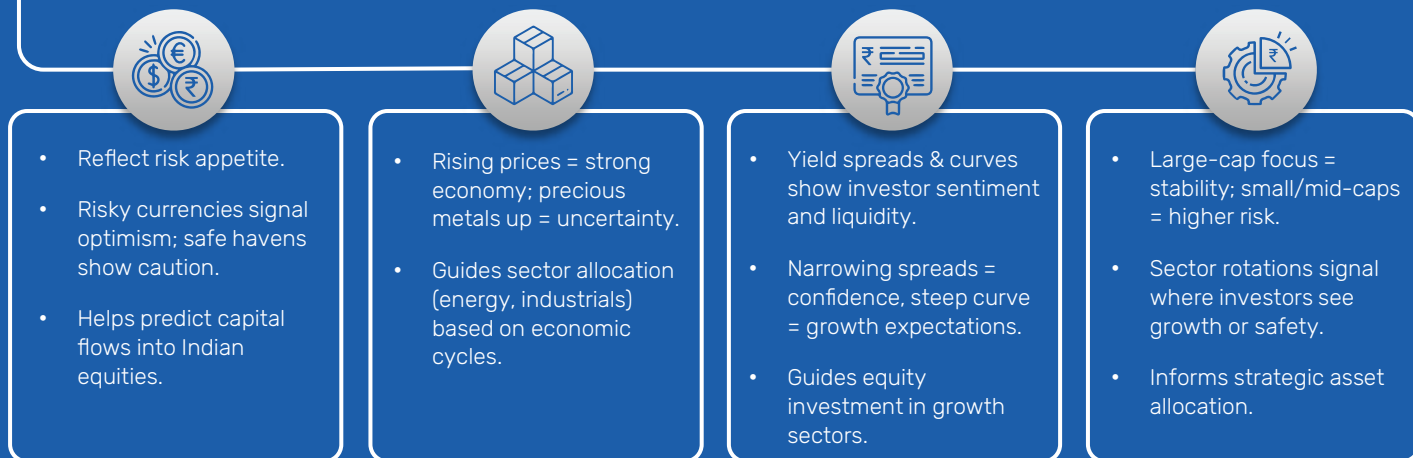 • Reflect risk appetite.
• Risky currencies signal
optimism; safe havens
show caution.
• Helps predict capital
flows into Indian
equities.
• Rising prices = strong
economy; precious
metals up = uncertainty.
• Guides sector allocation
(energy, industrials)
based on economic
cycles.
₹
• Yield spreads & curves
show investor sentiment
and liquidity.
• Narrowing spreads =
confidence, steep curve
= growth expectations.
• Guides equity
investment in growth
sectors.
₹
• Large-cap focus =
stability; small/mid-caps
= higher risk.
• Sector rotations signal
where investors see
growth or safety.
• Informs strategic asset
allocation.